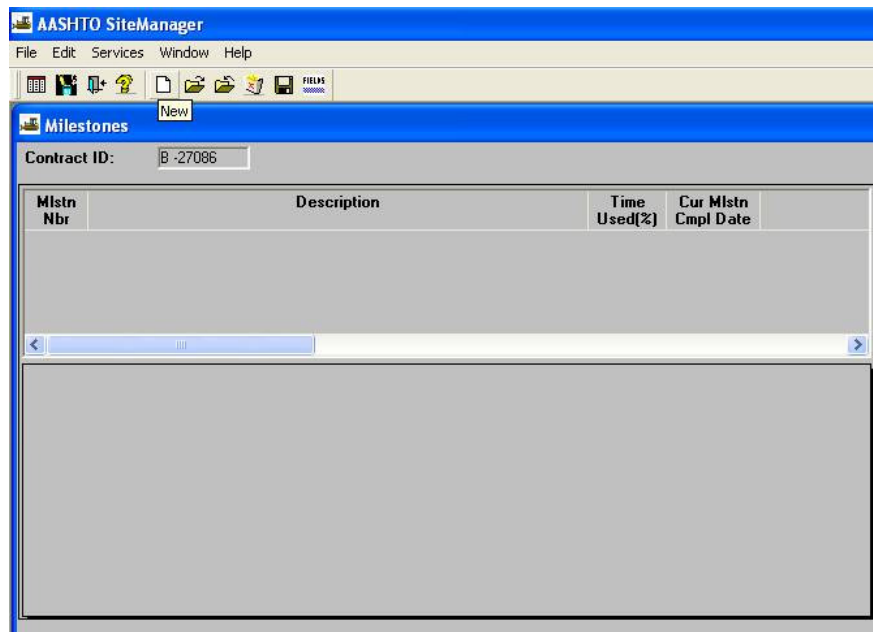 AASHTO SiteManager
File Edit Services Window Help
FIELDS
New
Milestones
Contract ID: B -27086
Mlstn Nbr Description Time Used(%) Cur Mlstn Cmpl Date